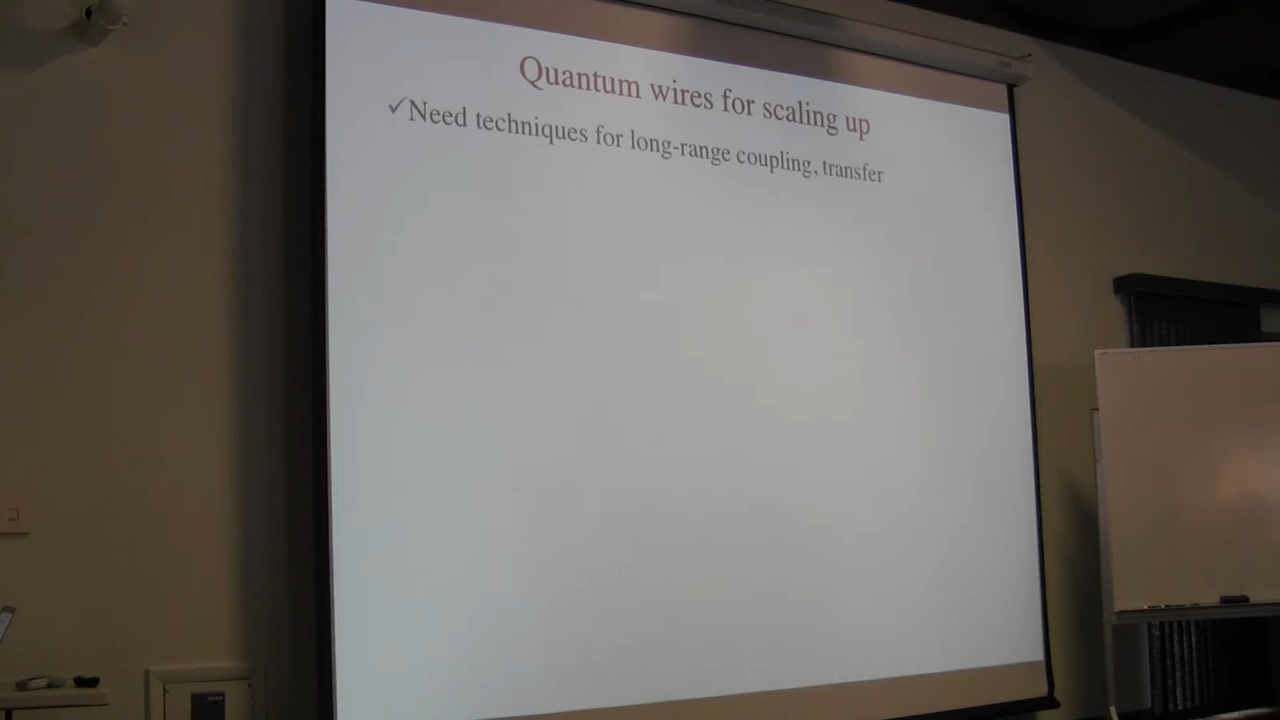 Quantum wires for scaling up
✓Need techniques for long-range coupling, transfer